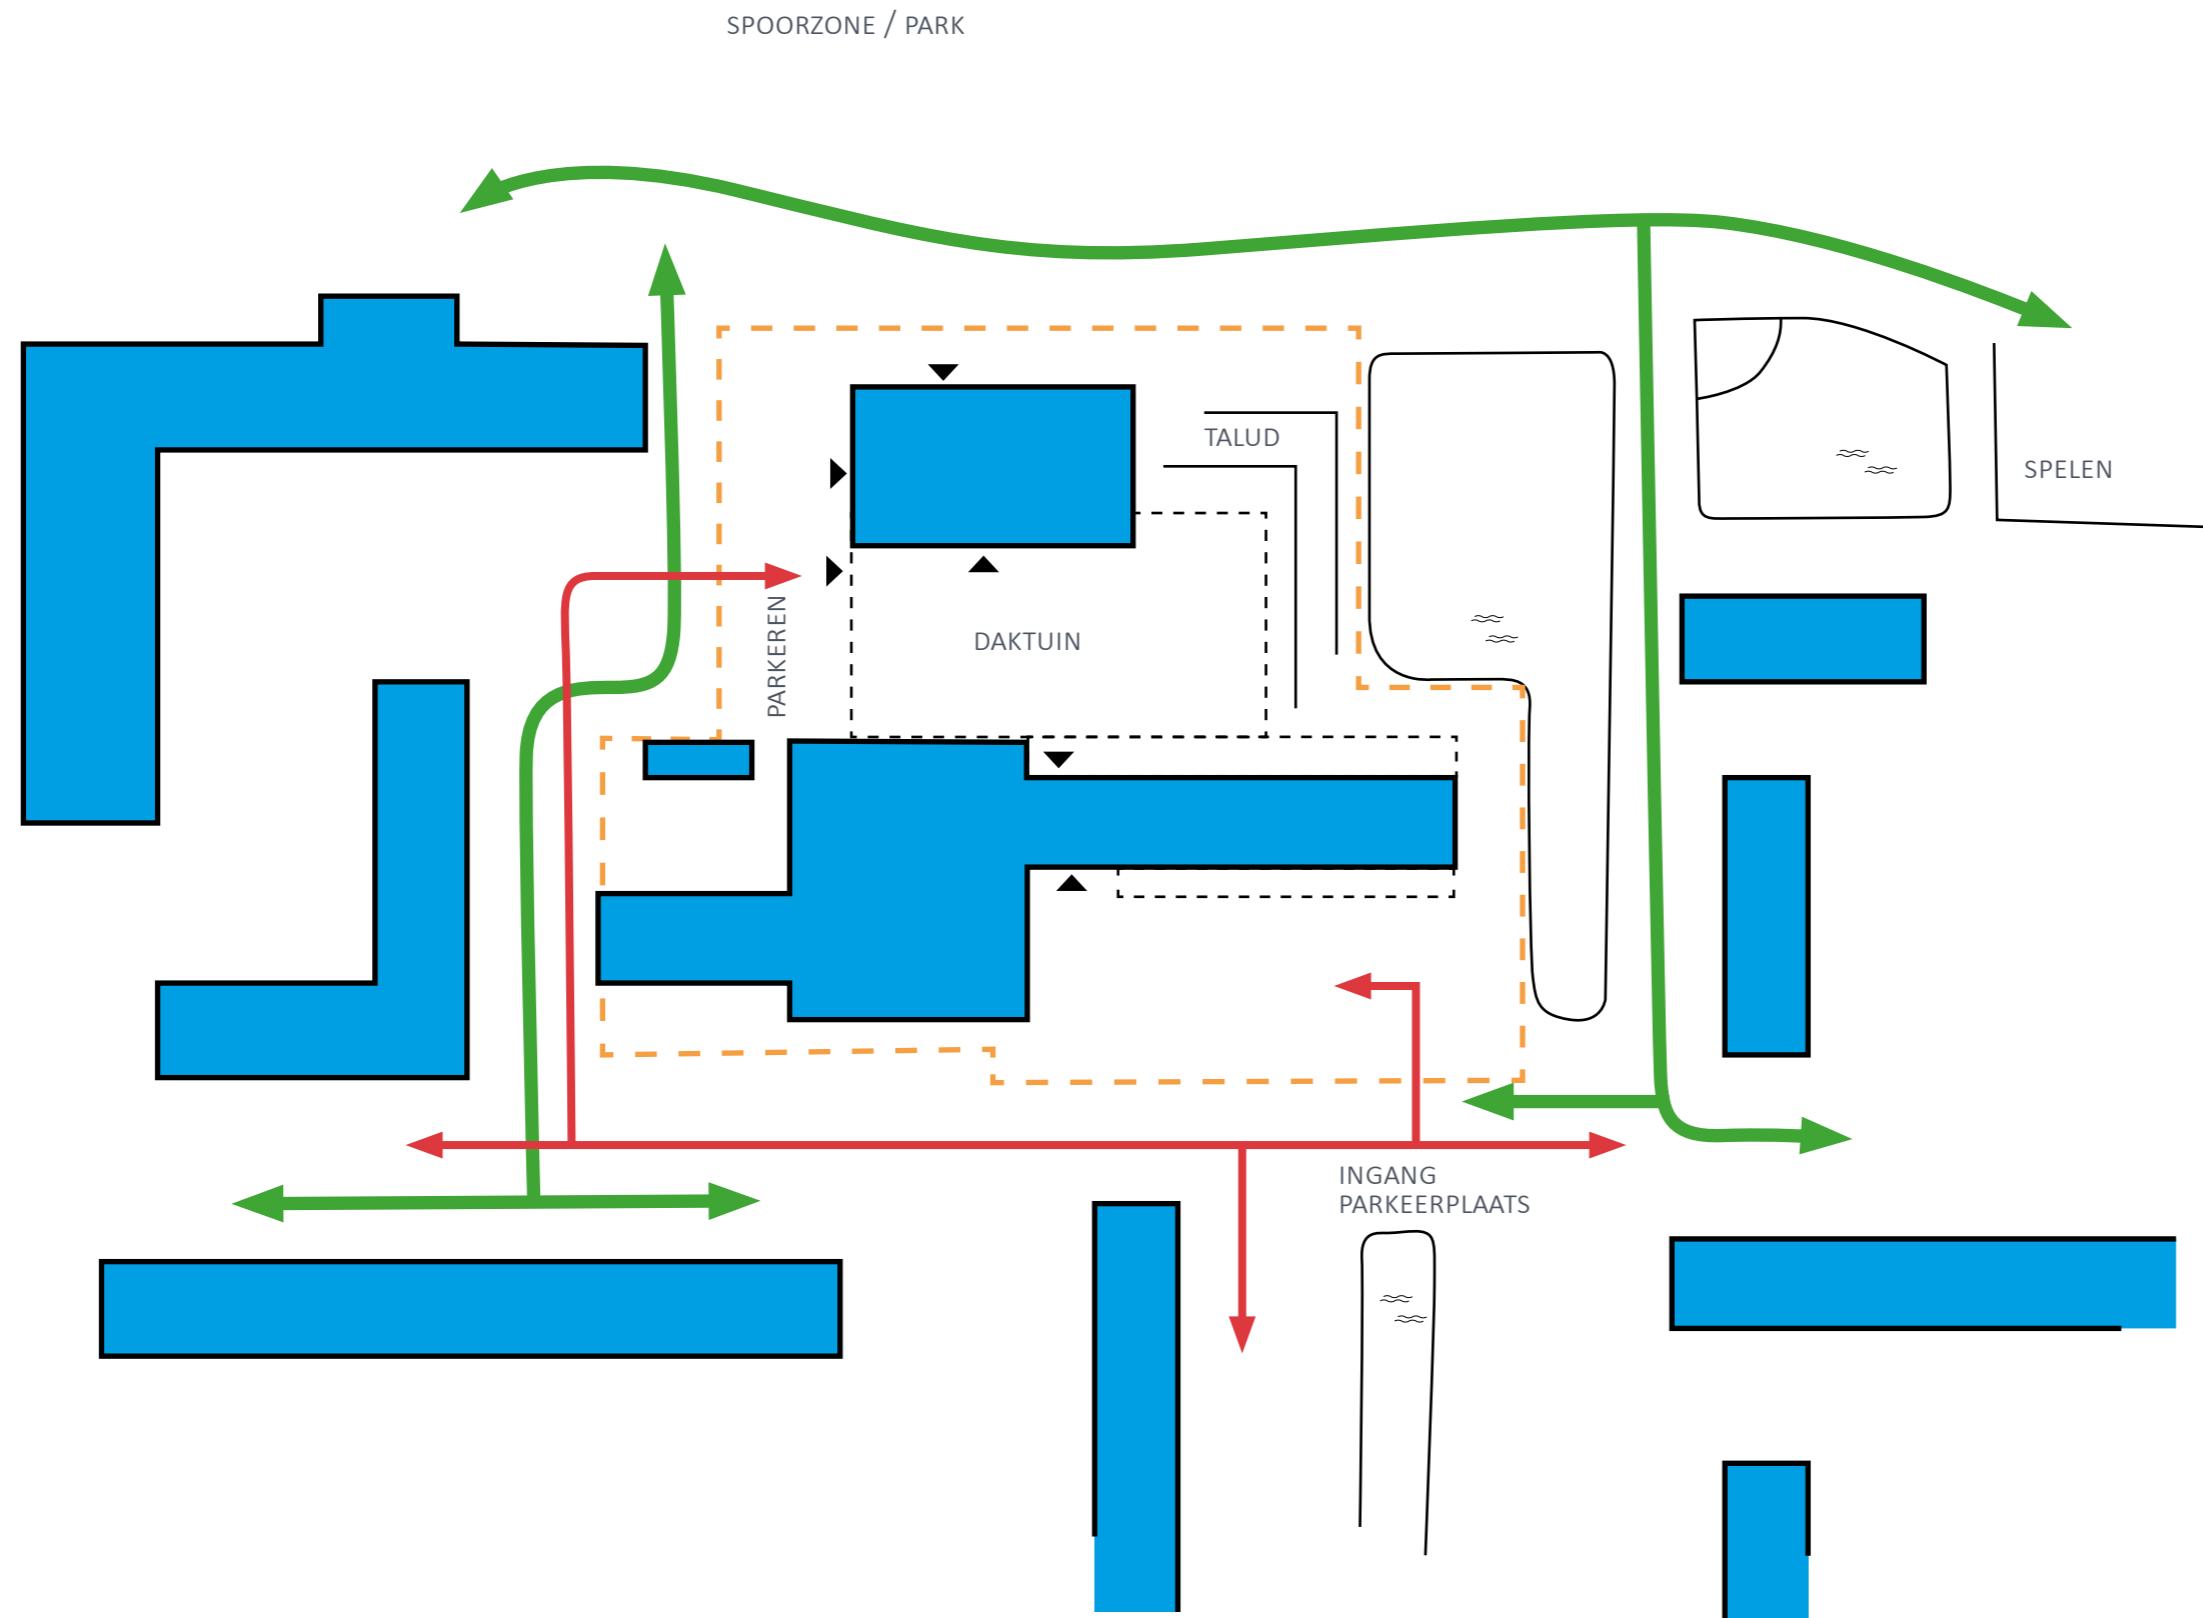 SPOORZONE / PARK
TALUD
SPELEN
PARKEREN
DAKTUIN
INGANG
PARKEERPLAATS